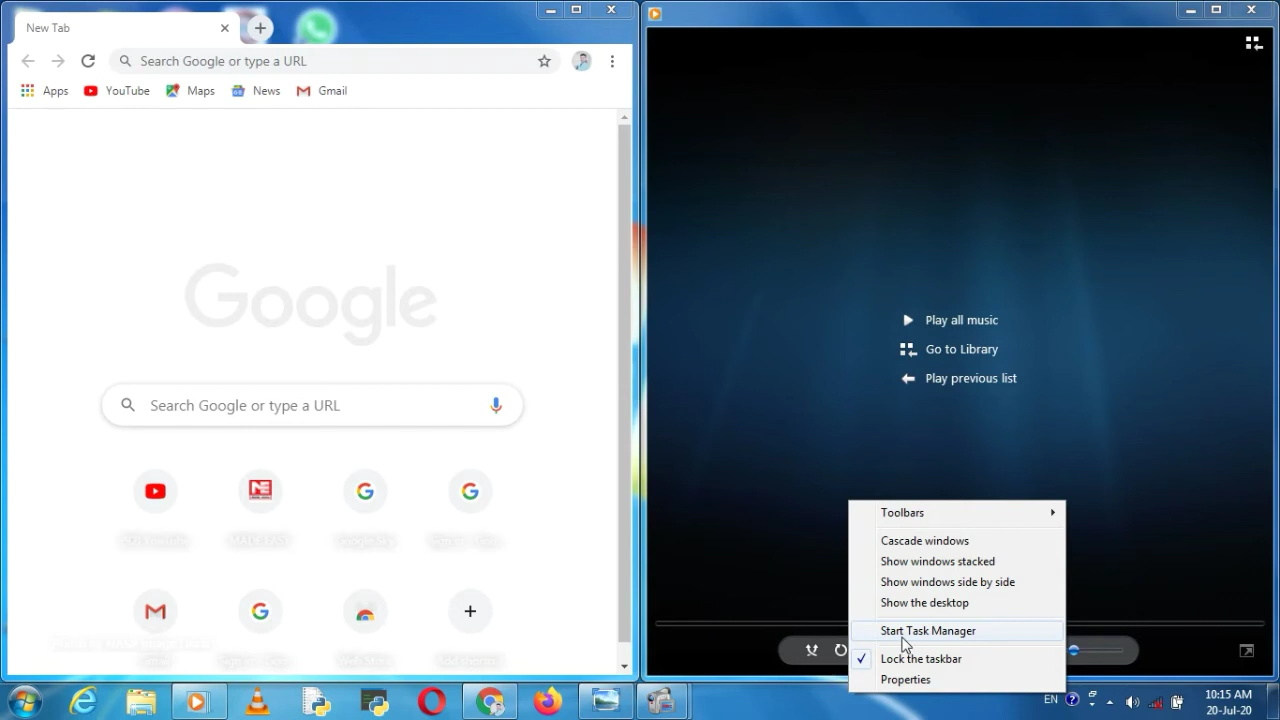 New Tab
Search Google or type a URL
Apps
YouTube
Maps
News
Gmail
Google
Search Google or type a URL
Play all music
Go to Library
Play previous list
Toolbars
Cascade windows
Show windows stacked
Show windows side by side
Show the desktop
Start Task Manager
Lock the taskbar
Properties
EN
10:15 AM
20-Jul-20